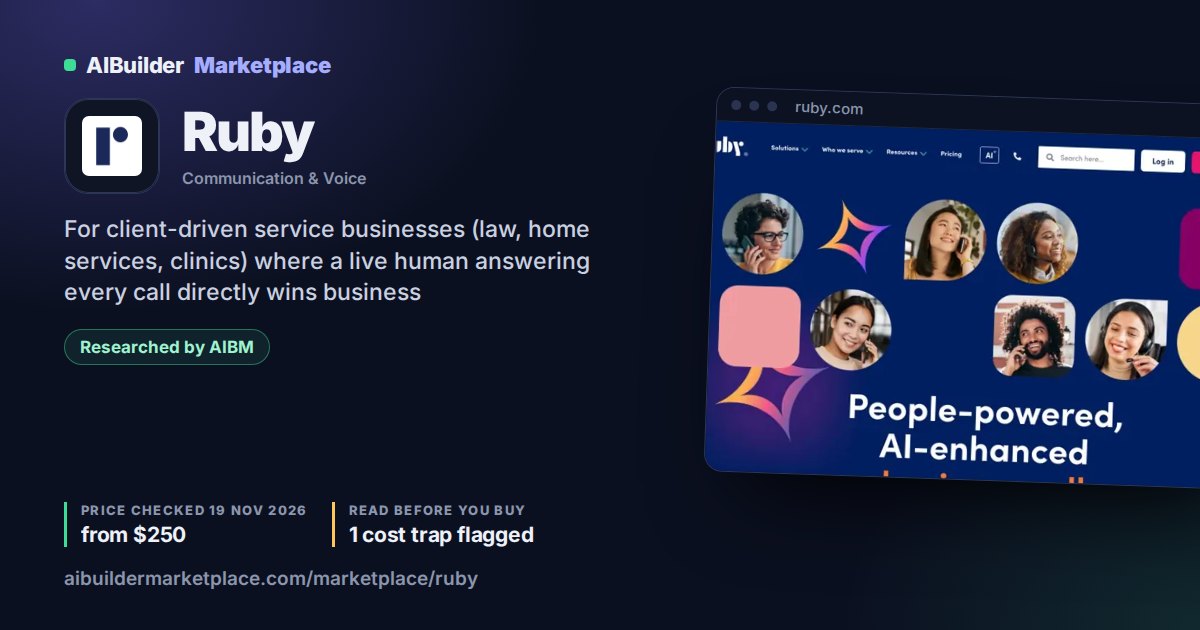 AIBuilder Marketplace
Ruby
Communication & Voice
For client-driven service businesses (law, home
services, clinics) where a live human answering
every call directly wins business
Researched by AIBM
PRICE CHECKED 19 NOV 2026
from $250
READ BEFORE YOU BUY
1 cost trap flagged
aibuildermarketplace.com/marketplace/ruby
ruby.com
Solutions Who we serve Resources Pricing AI Search here... Log in
People-powered,
AI-enhanced